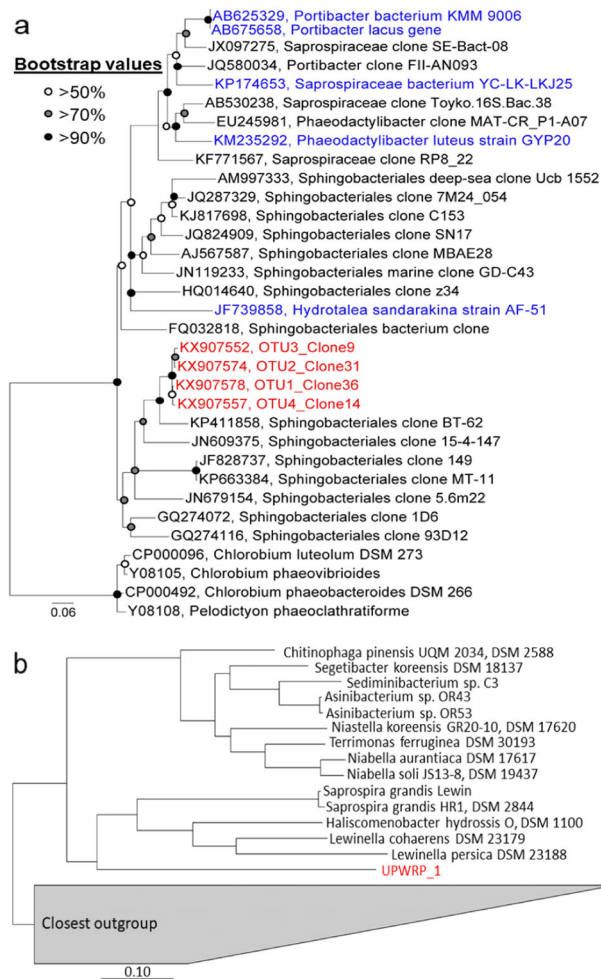 a
Bootstrap values
>50%
>70%
>90%
AB625329, Portibacter bacterium KMM 9006
AB675658, Portibacter lacus gene
JX097275, Saprospiraceae clone SE-Bact-08
JQ580034, Portibacter clone FII-AN093
KP174653, Saprospiraceae bacterium YC-LK-LKJ25
AB530238, Saprospiraceae clone Toyko.16S.Bac.38
EU245981, Phaeodactylibacter clone MAT-CR_P1-A07
KM235292, Phaeodactylibacter luteus strain GYP20
KF771567, Saprospiraceae clone RP8_22
AM997333, Sphingobacteriales deep-sea clone Ucb 1552
JQ287329, Sphingobacteriales clone 7M24_054
KJ817698, Sphingobacteriales clone C153
JQ824909, Sphingobacteriales clone SN17
AJ567587, Sphingobacteriales clone MBAE28
JN119233, Sphingobacteriales marine clone GD-C43
HQ014640, Sphingobacteriales clone z34
JF739858, Hydrotalea sandarakina strain AF-51
FQ032818, Sphingobacteriales bacterium clone
KX907552, OTU3_Clone9
KX907574, OTU2_Clone31
KX907578, OTU1_Clone36
KX907557, OTU4_Clone14
KP411858, Sphingobacteriales clone BT-62
JN609375, Sphingobacteriales clone 15-4-147
JF828737, Sphingobacteriales clone 149
KP663384, Sphingobacteriales clone MT-11
JN679154, Sphingobacteriales clone 5.6m22
GQ274072, Sphingobacteriales clone 1D6
GQ274116, Sphingobacteriales clone 93D12
CP000096, Chlorobium luteolum DSM 273
Y08105, Chlorobium phaeovibrioides
CP000492, Chlorobium phaeobacteroides DSM 266
Y08108, Pelodictyon phaeoclathratiforme
0.06
b
Chitinophaga pinensis UQM 2034, DSM 2588
Segetibacter koreensis DSM 18137
Sediminibacterium sp. C3
Asinibacterium sp. OR43
Asinibacterium sp. OR53
Niastella koreensis GR20-10, DSM 17620
Terrimonas ferruginea DSM 30193
Niabella aurantiaca DSM 17617
Niabella soli JS13-8, DSM 19437
Saprospira grandis Lewin
Saprospira grandis HR1, DSM 2844
Haliscomenobacter hydrossis O, DSM 1100
Lewinella cohaerens DSM 23179
Lewinella persica DSM 23188
UPWRP_1
Closest outgroup
0.10